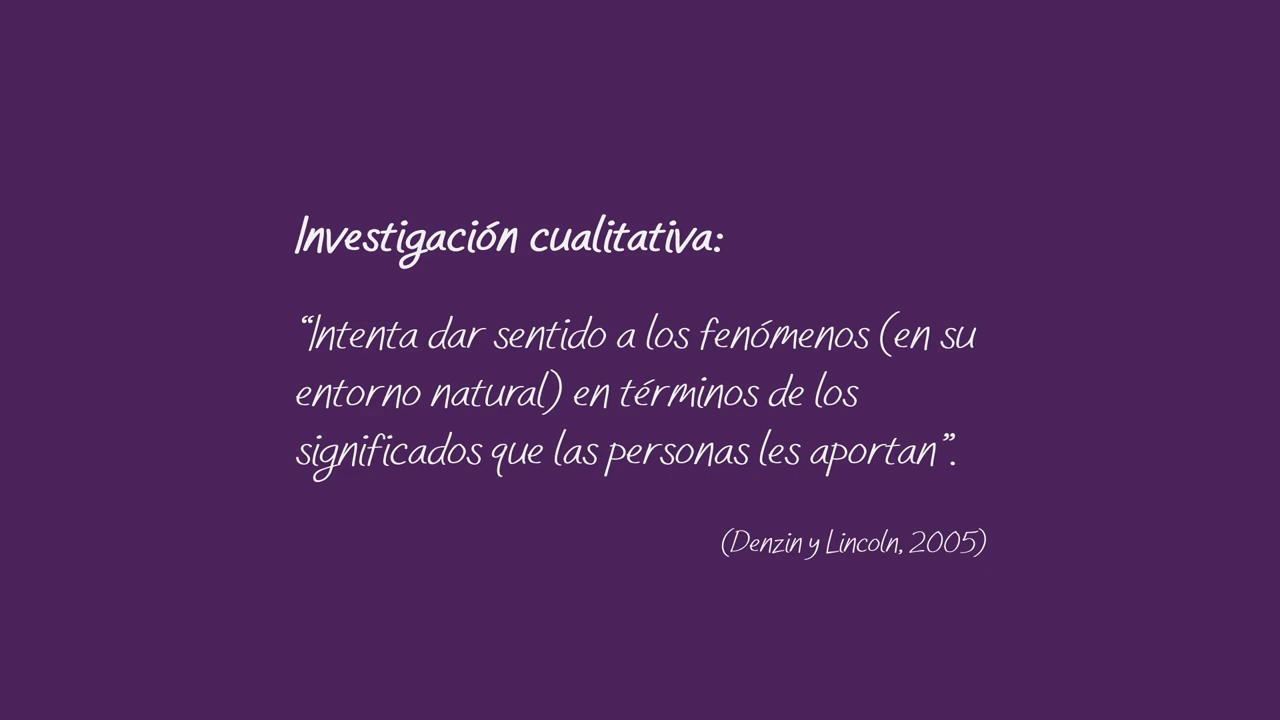 Investigación cualitativa:
“Intenta dar sentido a los fenómenos (en su
entorno natural) en términos de los
significados que las personas les aportan”.
(Denzin y Lincoln, 2005)